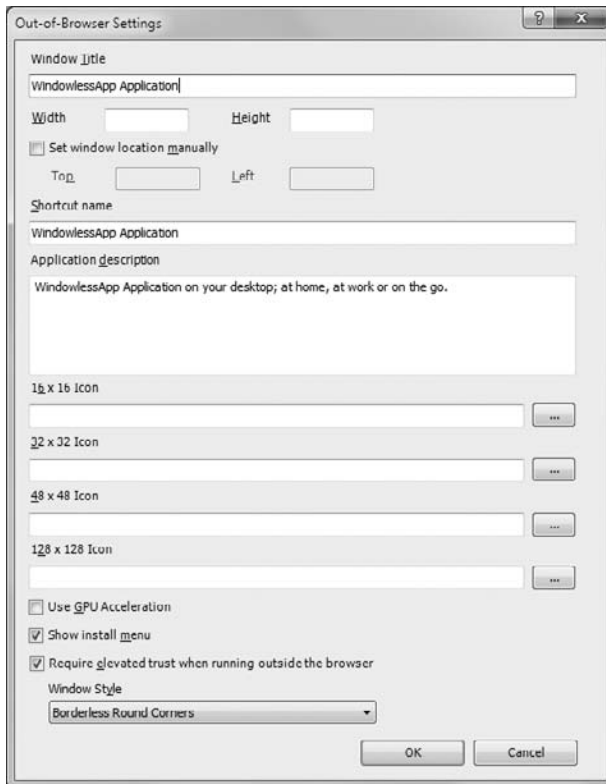 Out-of-Browser Settings
Window Title
WindowlessApp Application
Width Height
Set window location manually
Top Left
Shortcut name
WindowlessApp Application
Application description
WindowlessApp Application on your desktop; at home, at work or on the go.
16 x 16 Icon
...
32 x 32 Icon
...
48 x 48 Icon
...
128 x 128 Icon
...
Use GPU Acceleration
Show install menu
Require elevated trust when running outside the browser
Window Style
Borderless Round Corners
OK Cancel